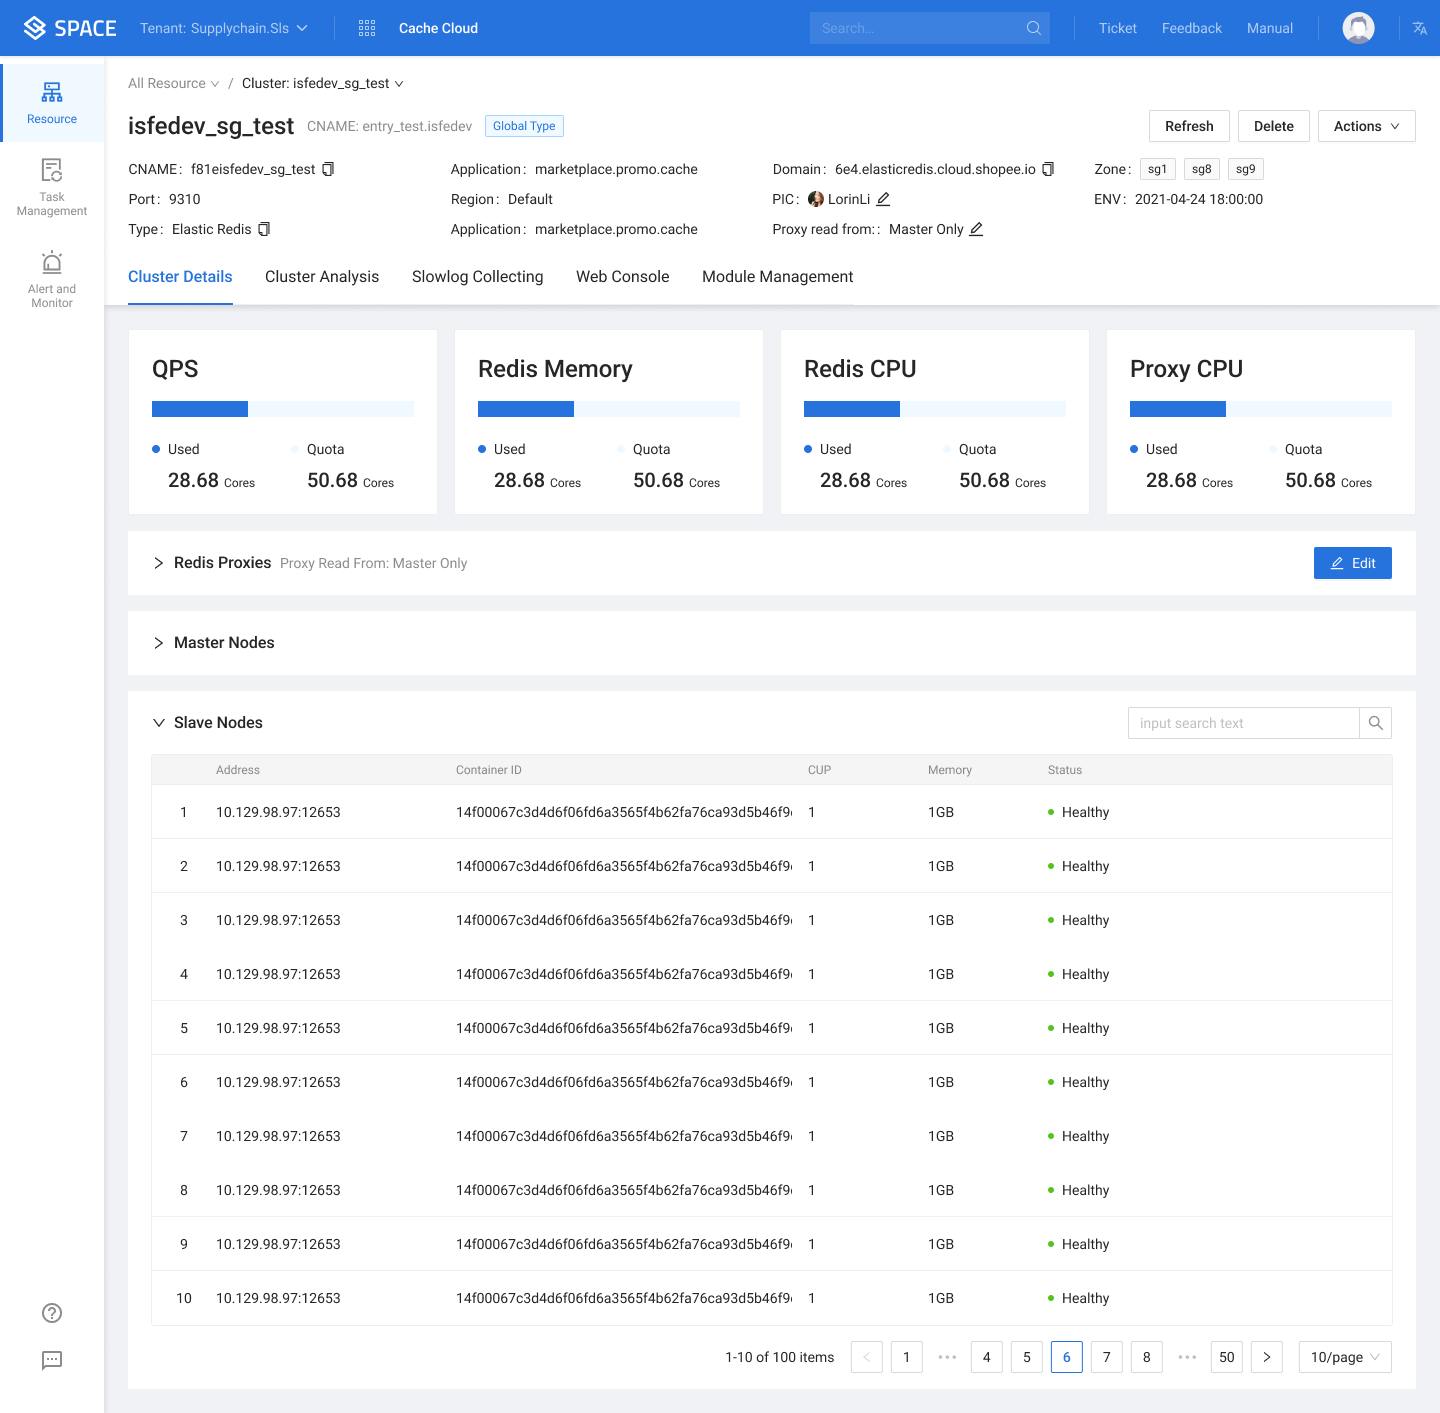 SPACE Tenant: Supplychain.Sls Cache Cloud Search... Ticket Feedback Manual
Resource
Task
Management
Alert and
Monitor
All Resource / Cluster: isfedev_sg_test
isfedev_sg_test CNAME: entry_test.isfedev Global Type Refresh Delete Actions
CNAME: f81eisfedev_sg_test Application: marketplace.promo.cache Domain: 6e4.elasticredis.cloud.shopee.io Zone: sg1 sg8 sg9
Port: 9310 Region: Default PIC: LorinLi ENV: 2021-04-24 18:00:00
Type: Elastic Redis Application: marketplace.promo.cache Proxy read from:: Master Only
Cluster Details Cluster Analysis Slowlog Collecting Web Console Module Management
QPS Redis Memory Redis CPU Proxy CPU
Used Quota Used Quota Used Quota Used Quota
28.68 Cores 50.68 Cores 28.68 Cores 50.68 Cores 28.68 Cores 50.68 Cores 28.68 Cores 50.68 Cores
Redis Proxies Proxy Read From: Master Only Edit
Master Nodes
Slave Nodes input search text
Address Container ID CUP Memory Status
1 10.129.98.97:12653 14f00067c3d4d6f06fd6a3565f4b62fa76ca93d5b46f9 1 1GB Healthy
2 10.129.98.97:12653 14f00067c3d4d6f06fd6a3565f4b62fa76ca93d5b46f9 1 1GB Healthy
3 10.129.98.97:12653 14f00067c3d4d6f06fd6a3565f4b62fa76ca93d5b46f9 1 1GB Healthy
4 10.129.98.97:12653 14f00067c3d4d6f06fd6a3565f4b62fa76ca93d5b46f9 1 1GB Healthy
5 10.129.98.97:12653 14f00067c3d4d6f06fd6a3565f4b62fa76ca93d5b46f9 1 1GB Healthy
6 10.129.98.97:12653 14f00067c3d4d6f06fd6a3565f4b62fa76ca93d5b46f9 1 1GB Healthy
7 10.129.98.97:12653 14f00067c3d4d6f06fd6a3565f4b62fa76ca93d5b46f9 1 1GB Healthy
8 10.129.98.97:12653 14f00067c3d4d6f06fd6a3565f4b62fa76ca93d5b46f9 1 1GB Healthy
9 10.129.98.97:12653 14f00067c3d4d6f06fd6a3565f4b62fa76ca93d5b46f9 1 1GB Healthy
10 10.129.98.97:12653 14f00067c3d4d6f06fd6a3565f4b62fa76ca93d5b46f9 1 1GB Healthy
1-10 of 100 items 1 ••• 4 5 6 7 8 ••• 50 10/page